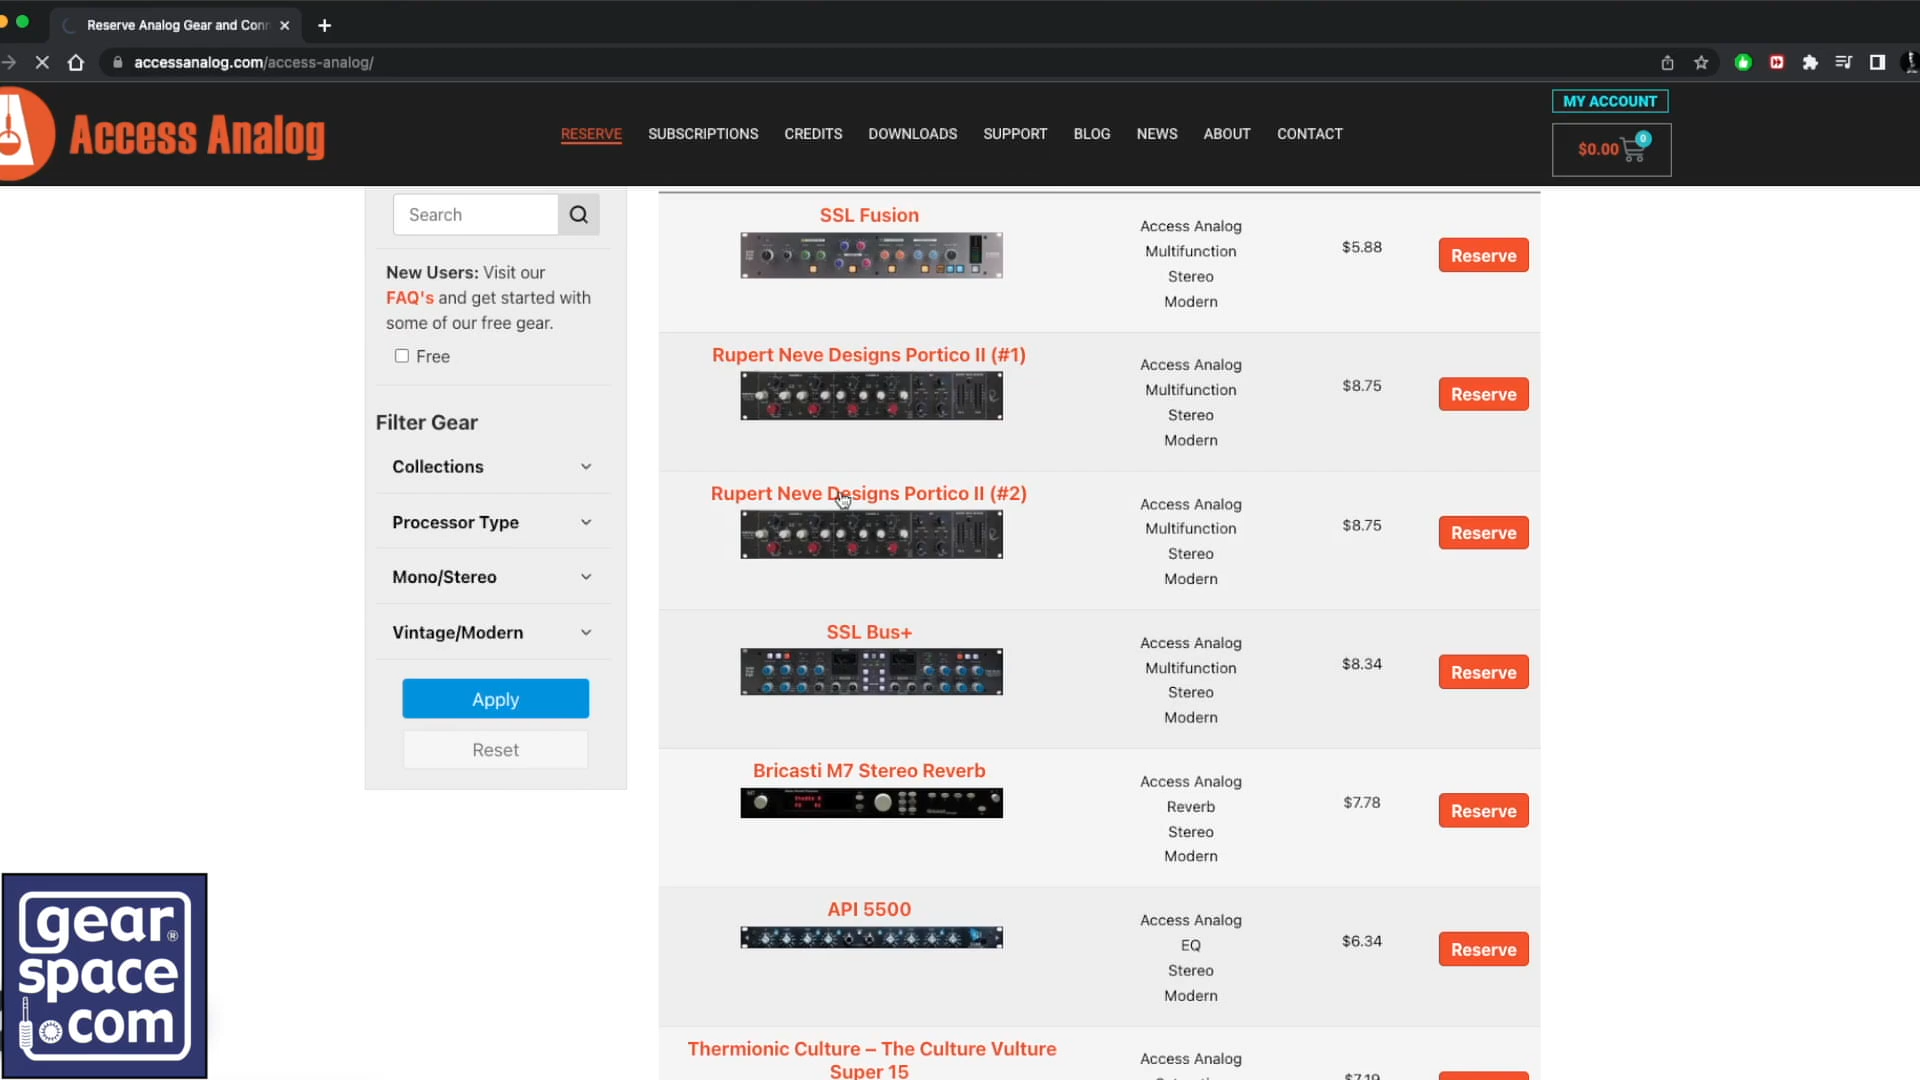 Reserve Analog Gear and Conn
accessanalog.com/access-analog/
Access Analog
RESERVE SUBSCRIPTIONS CREDITS DOWNLOADS SUPPORT BLOG NEWS ABOUT CONTACT
MY ACCOUNT
$0.00 0
Search
New Users: Visit our
FAQ's and get started with
some of our free gear.
Free
Filter Gear
Collections
Processor Type
Mono/Stereo
Vintage/Modern
Apply
Reset
SSL Fusion
Access Analog
Multifunction
Stereo
Modern
$5.88
Reserve
Rupert Neve Designs Portico II (#1)
Access Analog
Multifunction
Stereo
Modern
$8.75
Reserve
Rupert Neve Designs Portico II (#2)
Access Analog
Multifunction
Stereo
Modern
$8.75
Reserve
SSL Bus+
Access Analog
Multifunction
Stereo
Modern
$8.34
Reserve
Bricasti M7 Stereo Reverb
Access Analog
Reverb
Stereo
Modern
$7.78
Reserve
API 5500
Access Analog
EQ
Stereo
Modern
$6.34
Reserve
Thermionic Culture – The Culture Vulture
Super 15
Access Analog
$7.19
gear®
space
.com